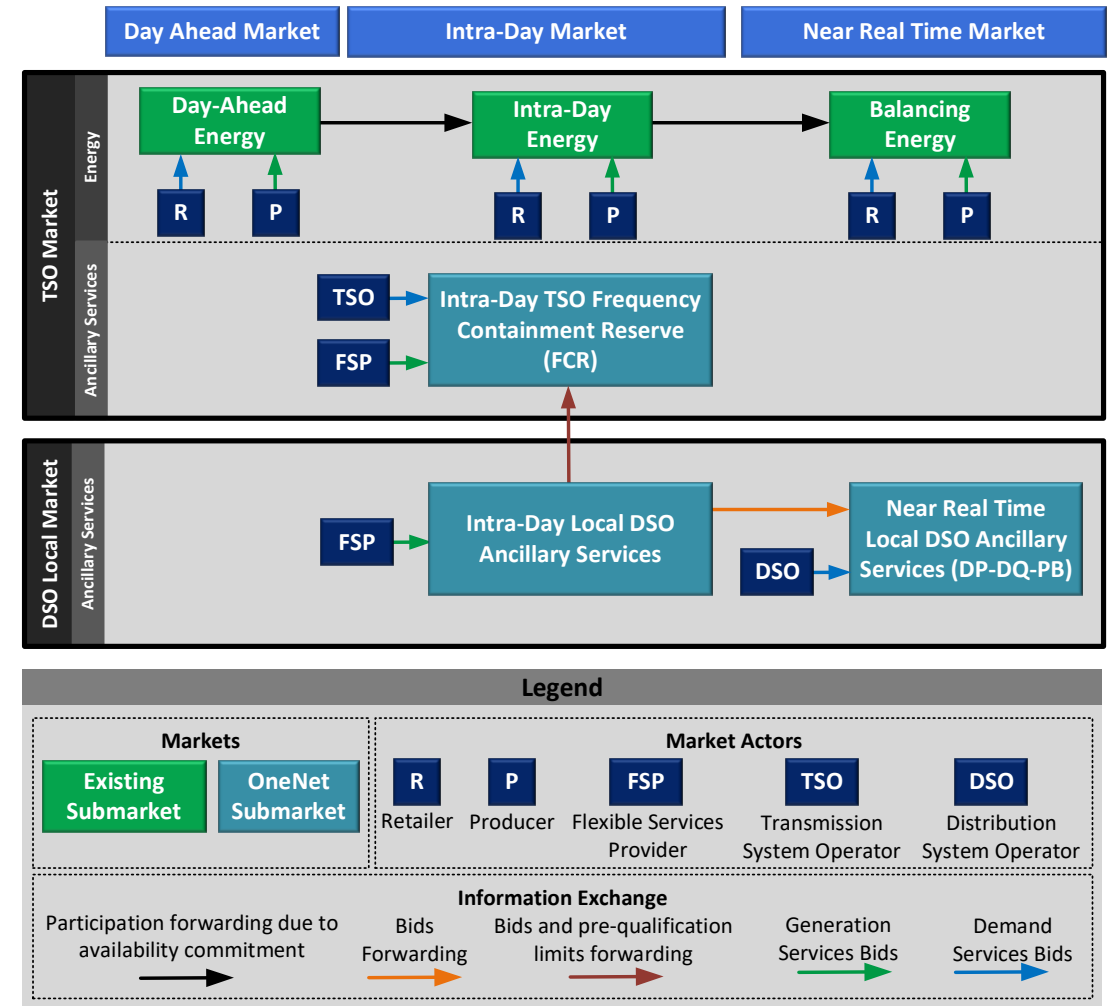 Day Ahead Market
Intra-Day Market
Near Real Time Market
TSO Market
Energy
Day-Ahead
Energy
Intra-Day
Energy
Balancing
Energy
R
P
R
P
R
P
Ancillary Services
TSO
FSP
Intra-Day TSO Frequency
Containment Reserve
(FCR)
DSO Local Market
Ancillary Services
FSP
Intra-Day Local DSO
Ancillary Services
DSO
Near Real Time
Local DSO Ancillary
Services (DP-DQ-PB)
Legend
Markets
Existing
Submarket
OneNet
Submarket
Market Actors
R
Retailer
P
Producer
FSP
Flexible Services
Provider
TSO
Transmission
System Operator
DSO
Distribution
System Operator
Information Exchange
Participation forwarding due to
availability commitment
Bids
Forwarding
Bids and pre-qualification
limits forwarding
Generation
Services Bids
Demand
Services Bids